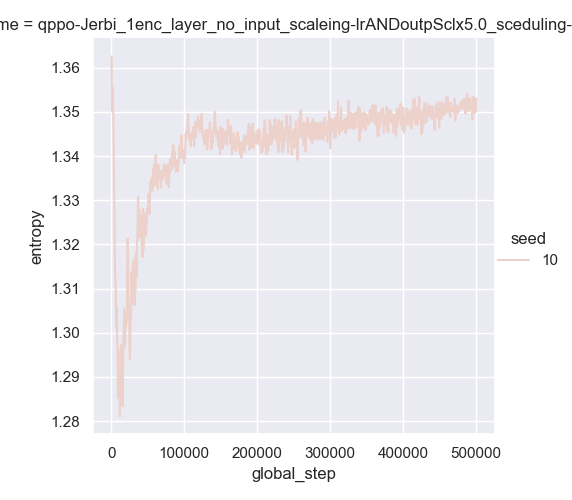 me = qppo-Jerbi_1enc_layer_no_input_scaleing-lrANDoutpSclx5.0_sceduling-
1.36
1.35
1.34
1.33
1.32
1.31
1.30
1.29
1.28
entropy
seed
10
0 100000 200000 300000 400000 500000
global_step